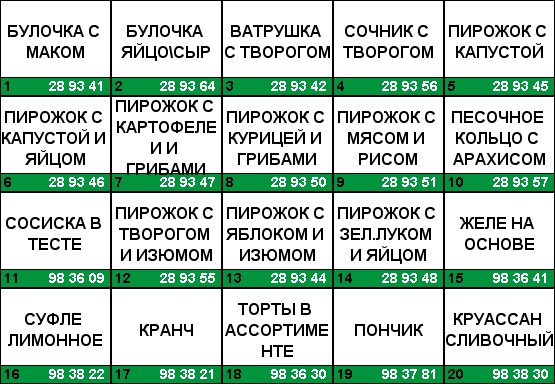 БУЛОЧКА С
МАКОМ
1 28 93 41
БУЛОЧКА
ЯЙЦО\СЫР
2 28 93 64
ВАТРУШКА
С ТВОРОГОМ
3 28 93 42
СОЧНИК С
ТВОРОГОМ
4 28 93 56
ПИРОЖОК С
КАПУСТОЙ
5 28 93 45
ПИРОЖОК С
КАПУСТОЙ И
ЯЙЦОМ
6 28 93 46
ПИРОЖОК С
КАРТОФЕЛЕ
И И
ГРИБАМИ
7 28 93 47
ПИРОЖОК С
КУРИЦЕЙ И
ГРИБАМИ
8 28 93 50
ПИРОЖОК С
МЯСОМ И
РИСОМ
9 28 93 51
ПЕСОЧНОЕ
КОЛЬЦО С
АРАХИСОМ
10 28 93 57
СОСИСКА В
ТЕСТЕ
11 98 36 09
ПИРОЖОК С
ТВОРОГОМ
И ИЗЮМОМ
12 28 93 55
ПИРОЖОК С
ЯБЛОКОМ И
ИЗЮМОМ
13 28 93 44
ПИРОЖОК С
ЗЕЛ.ЛУКОМ
И ЯЙЦОМ
14 28 93 48
ЖЕЛЕ НА
ОСНОВЕ
15 98 36 41
СУФЛЕ
ЛИМОННОЕ
16 98 38 22
КРАНЧ
17 98 38 21
ТОРТЫ В
АССОРТИМЕ
НТЕ
18 98 36 30
ПОНЧИК
19 98 37 81
КРУАССАН
СЛИВОЧНЫЙ
20 98 38 30